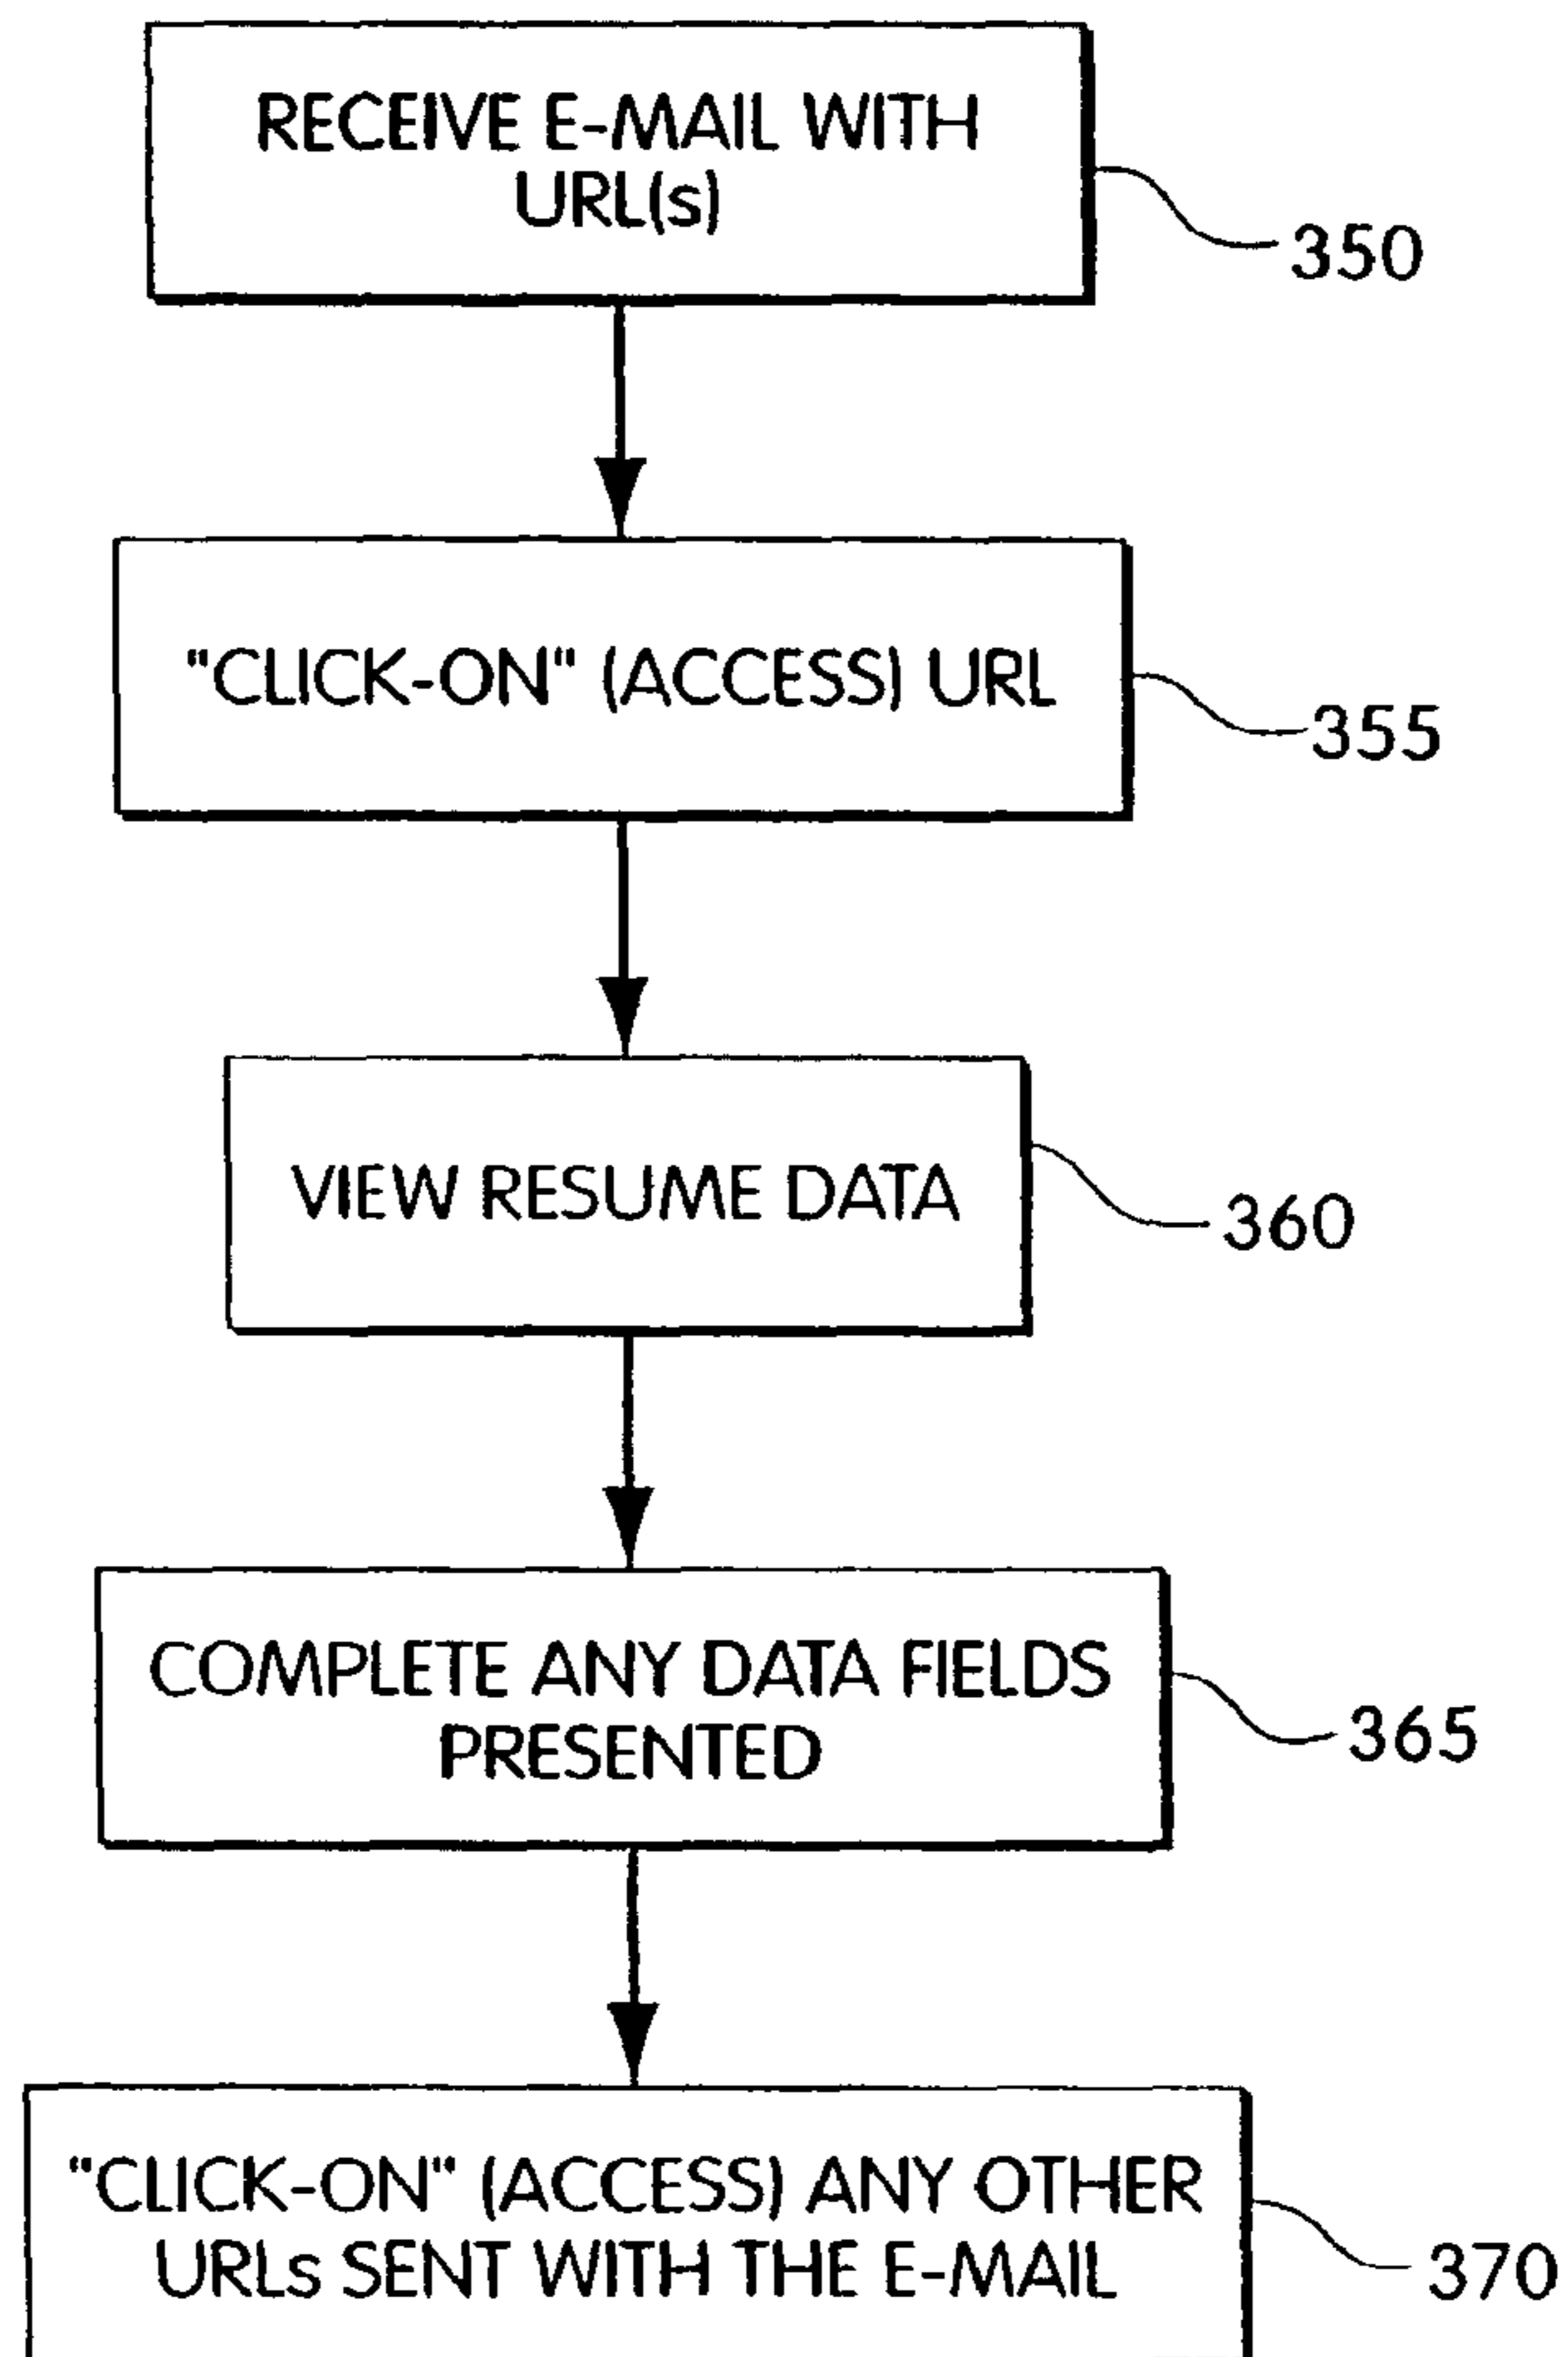 RECEIVE E-MAIL WITH
URL(s)
350
"CLICK-ON" (ACCESS) URL
355
VIEW RESUME DATA
360
COMPLETE ANY DATA FIELDS
PRESENTED
365
"CLICK-ON" (ACCESS) ANY OTHER
URLs SENT WITH THE E-MAIL
370